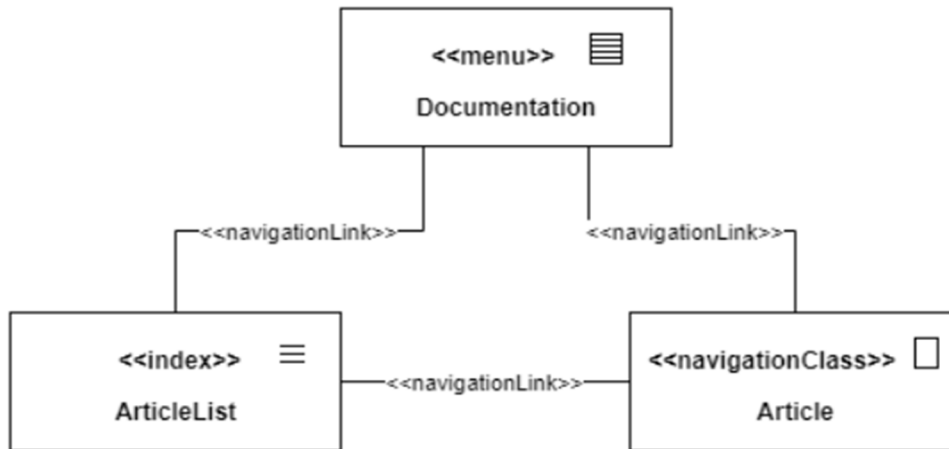 <<menu>>
Documentation
<<navigationLink>>
<<navigationLink>>
<<index>>
ArticleList
<<navigationLink>>
<<navigationClass>>
Article